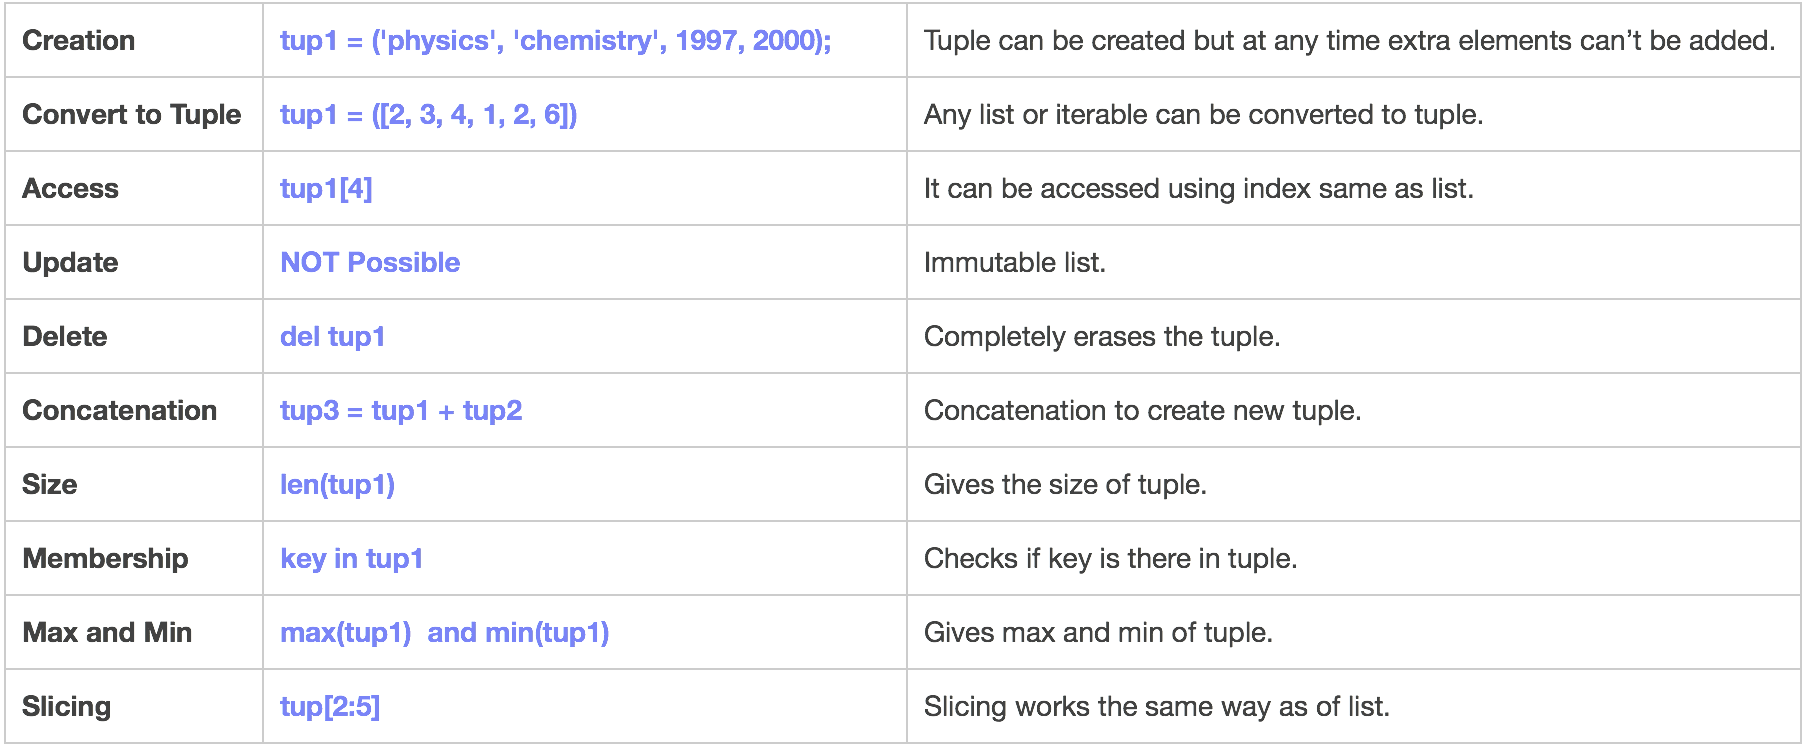 Creation tup1 = ('physics', 'chemistry', 1997, 2000); Tuple can be created but at any time extra elements can’t be added.
Convert to Tuple tup1 = ([2, 3, 4, 1, 2, 6]) Any list or iterable can be converted to tuple.
Access tup1[4] It can be accessed using index same as list.
Update NOT Possible Immutable list.
Delete del tup1 Completely erases the tuple.
Concatenation tup3 = tup1 + tup2 Concatenation to create new tuple.
Size len(tup1) Gives the size of tuple.
Membership key in tup1 Checks if key is there in tuple.
Max and Min max(tup1)  and min(tup1) Gives max and min of tuple.
Slicing tup[2:5] Slicing works the same way as of list.